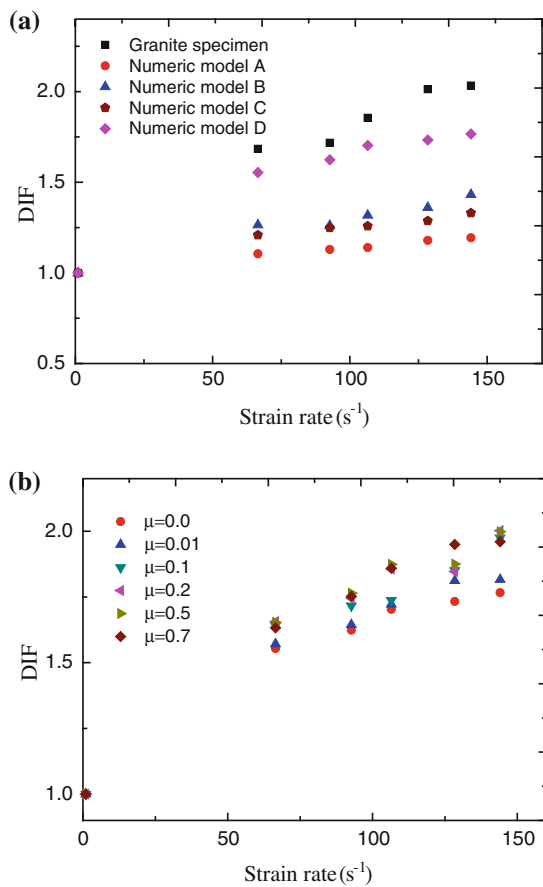 (a)
Granite specimen
Numeric model A
Numeric model B
Numeric model C
Numeric model D
2.0
1.5
1.0
0.5
DIF
0 50 100 150
Strain rate (s⁻¹)
(b)
μ=0.0
μ=0.01
μ=0.1
μ=0.2
μ=0.5
μ=0.7
2.0
1.5
1.0
DIF
0 50 100 150
Strain rate (s⁻¹)